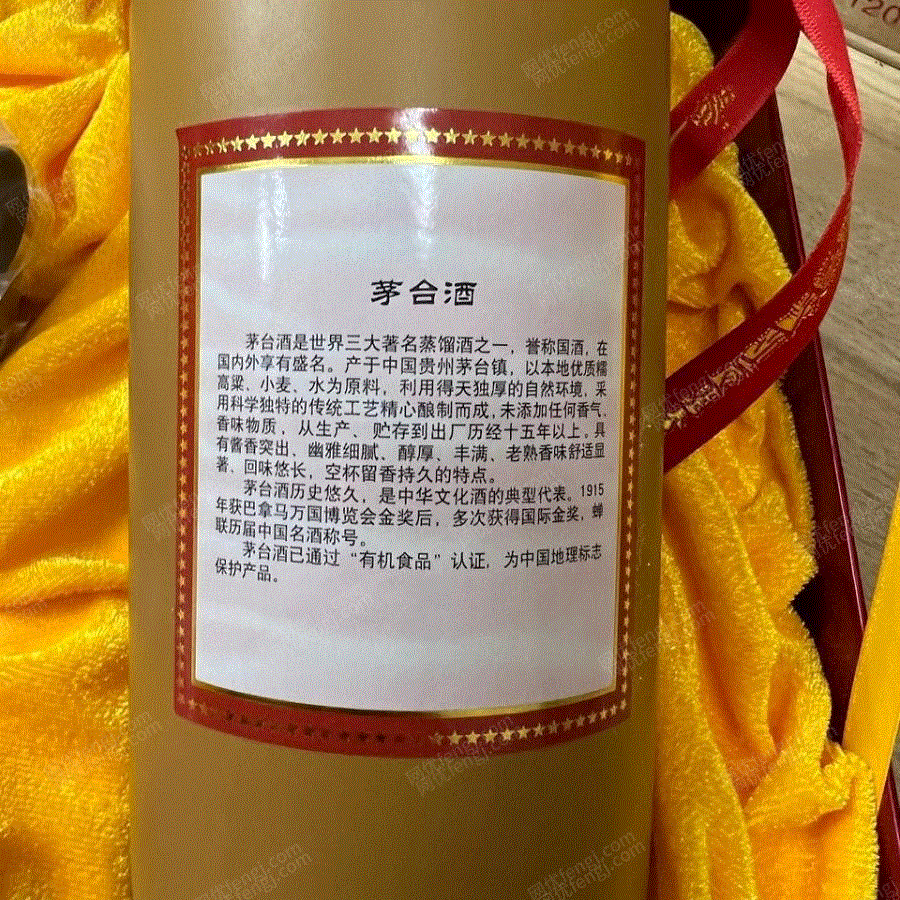 茅台酒
茅台酒是世界三大著名蒸馏酒之一，誉称国酒，在
国内外享有盛名。产于中国贵州茅台镇，以本地优质糯
高粱、小麦、水为原料，利用得天独厚的自然环境，采
用科学独特的传统工艺精心酿制而成，未添加任何香气、
香味物质，从生产、贮存到出厂历经十五年以上。具
有酱香突出、幽雅细腻、醇厚、丰满、老熟香味舒适显
著、回味悠长，空杯留香持久的特点。
茅台酒历史悠久，是中华文化酒的典型代表。1915
年获巴拿马万国博览会金奖后，多次获得国际金奖，蝉
联历届中国名酒称号。
茅台酒已通过“有机食品”认证，为中国地理标志
保护产品。
网优fengj.com